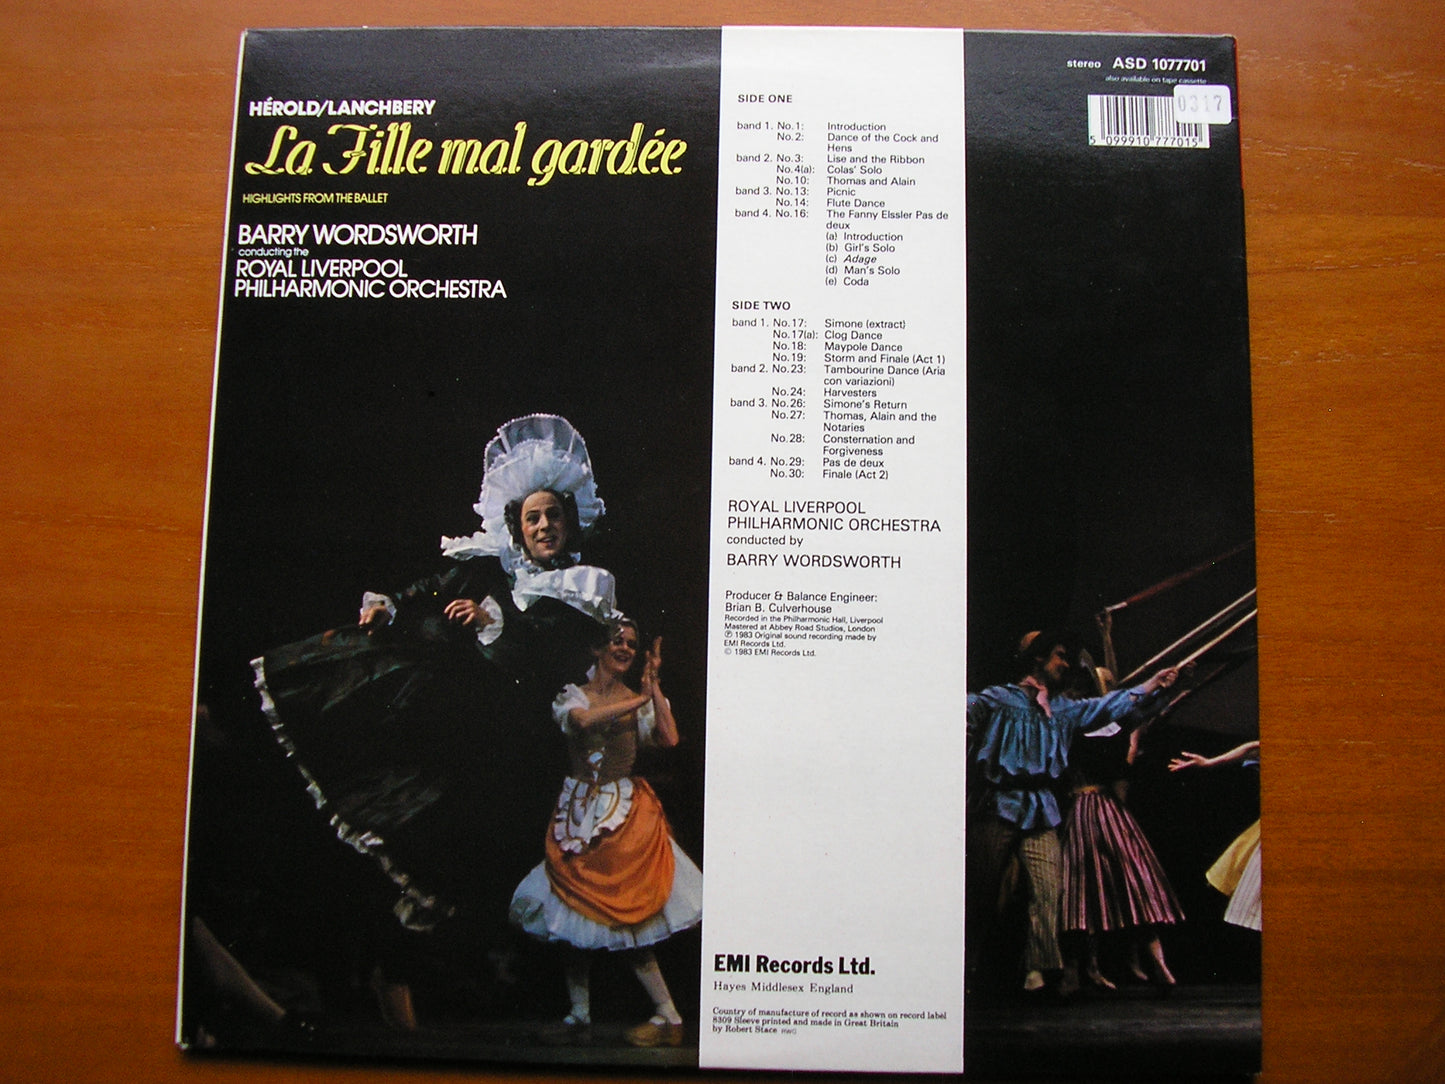 HÉROLD/LANCHBERY
La Fille mal gardée
HIGHLIGHTS FROM THE BALLET
BARRY WORDSWORTH
conducting the
ROYAL LIVERPOOL
PHILHARMONIC ORCHESTRA
SIDE ONE
band 1. No.1: Introduction
No.2: Dance of the Cock and
Hens
band 2. No.3: Lise and the Ribbon
No.4(a): Colas' Solo
No.10: Thomas and Alain
band 3. No.13: Picnic
No.14: Flute Dance
band 4. No.16: The Fanny Elssler Pas de
deux
(a) Introduction
(b) Girl's Solo
(c) Adage
(d) Man's Solo
(e) Coda
SIDE TWO
band 1. No.17: Simone (extract)
No.17(a): Clog Dance
No.18: Maypole Dance
No.19: Storm and Finale (Act 1)
band 2. No.23: Tambourine Dance (Aria
con variazioni)
No.24: Harvesters
band 3. No.26: Simone's Return
No.27: Thomas, Alain and the
Notaries
No.28: Consternation and
Forgiveness
band 4. No.29: Pas de deux
No.30: Finale (Act 2)
ROYAL LIVERPOOL
PHILHARMONIC ORCHESTRA
conducted by
BARRY WORDSWORTH
Producer & Balance Engineer:
Brian B. Culverhouse
Recorded in the Philharmonic Hall, Liverpool
Mastered at Abbey Road Studios, London
℗ 1983 Original sound recording made by
EMI Records Ltd.
© 1983 EMI Records Ltd.
EMI Records Ltd.
Hayes Middlesex England
Country of manufacture of record as shown on record label
8309 Sleeve printed and made in Great Britain
by Robert Stace RWG
stereo ASD 1077701
also available on tape cassette
0317
5 099910 777015